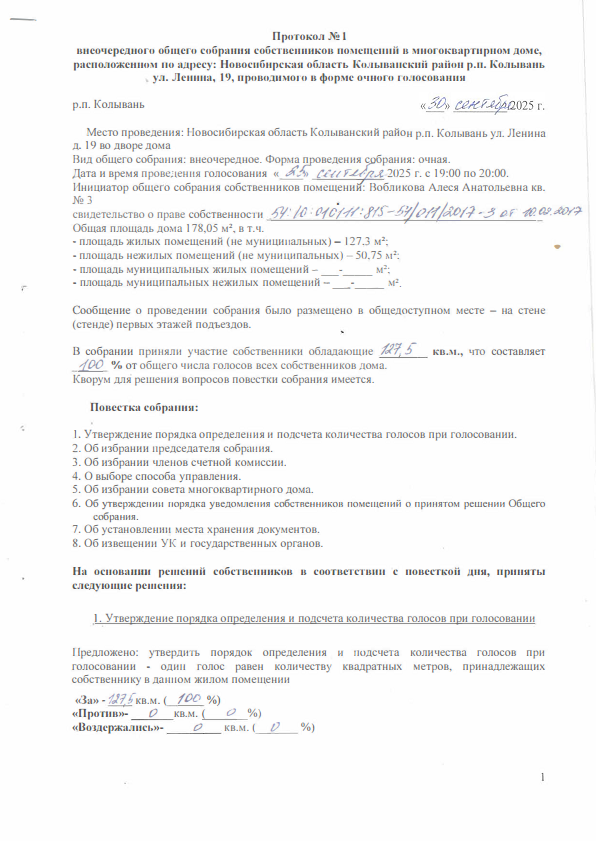 Протокол №1
внеочередного общего собрания собственников помещений в многоквартирном доме,
расположенном по адресу: Новосибирская область Колыванский район р.п. Колывань
ул. Ленина, 19, проводимого в форме очного голосования
р.п. Колывань «30» сентября 2025 г.
Место проведения: Новосибирская область Колыванский район р.п. Колывань ул. Ленина
д. 19 во дворе дома
Вид общего собрания: внеочередное. Форма проведения собрания: очная.
Дата и время проведения голосования «25» сентября 2025 г. с 19:00 по 20:00.
Инициатор общего собрания собственников помещений: Вобликова Алеся Анатольевна кв.
№ 3
свидетельство о праве собственности 54:10:010111:815-54/011/2017-3 от 10.02.2017
Общая площадь дома 178,05 м², в т.ч.
- площадь жилых помещений (не муниципальных) – 127.3 м²;
- площадь нежилых помещений (не муниципальных) – 50,75 м²;
- площадь муниципальных жилых помещений – ___-_____ м²;
- площадь муниципальных нежилых помещений – ___-_____ м².
Сообщение о проведении собрания было размещено в общедоступном месте – на стене
(стенде) первых этажей подъездов.
В собрании приняли участие собственники обладающие 127,5 кв.м., что составляет
100 % от общего числа голосов всех собственников дома.
Кворум для решения вопросов повестки собрания имеется.
Повестка собрания:
1. Утверждение порядка определения и подсчета количества голосов при голосовании.
2. Об избрании председателя собрания.
3. Об избрании членов счетной комиссии.
4. О выборе способа управления.
5. Об избрании совета многоквартирного дома.
6. Об утверждении порядка уведомления собственников помещений о принятом решении Общего
собрания.
7. Об установлении места хранения документов.
8. Об извещении УК и государственных органов.
На основании решений собственников в соответствии с повесткой дня, приняты
следующие решения:
1. Утверждение порядка определения и подсчета количества голосов при голосовании
Предложено: утвердить порядок определения и подсчета количества голосов при
голосовании - один голос равен количеству квадратных метров, принадлежащих
собственнику в данном жилом помещении
«За» - 127,5 кв.м. (100 %)
«Против»- 0 кв.м. (0 %)
«Воздержались»- 0 кв.м. (0 %)
1